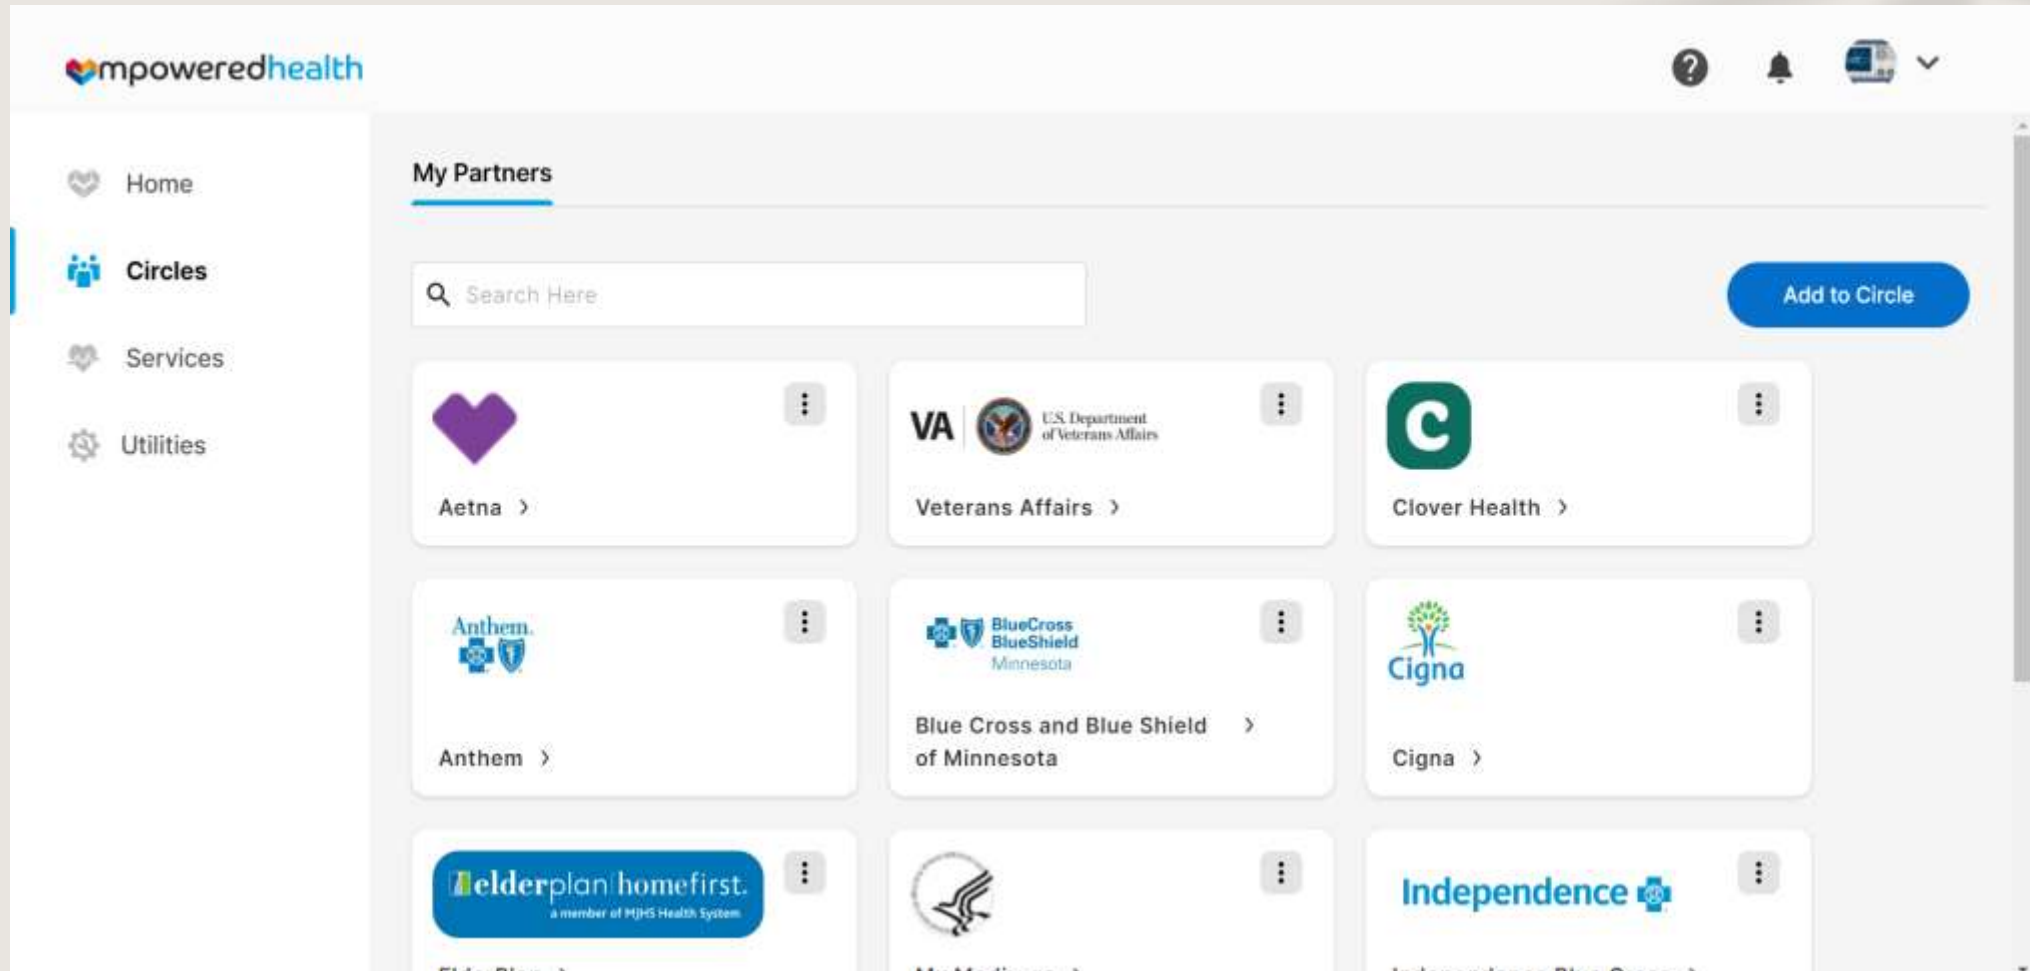 mpoweredhealth
Home
Circles
Services
Utilities
My Partners
Search Here
Add to Circle
Aetna
VA
U.S. Department
of Veterans Affairs
Veterans Affairs
C
Clover Health
Anthem.
Anthem
BlueCross
BlueShield
Minnesota
Blue Cross and Blue Shield
of Minnesota
Cigna
Cigna
elderplan homefirst.
a member of MJHS Health System
Independence